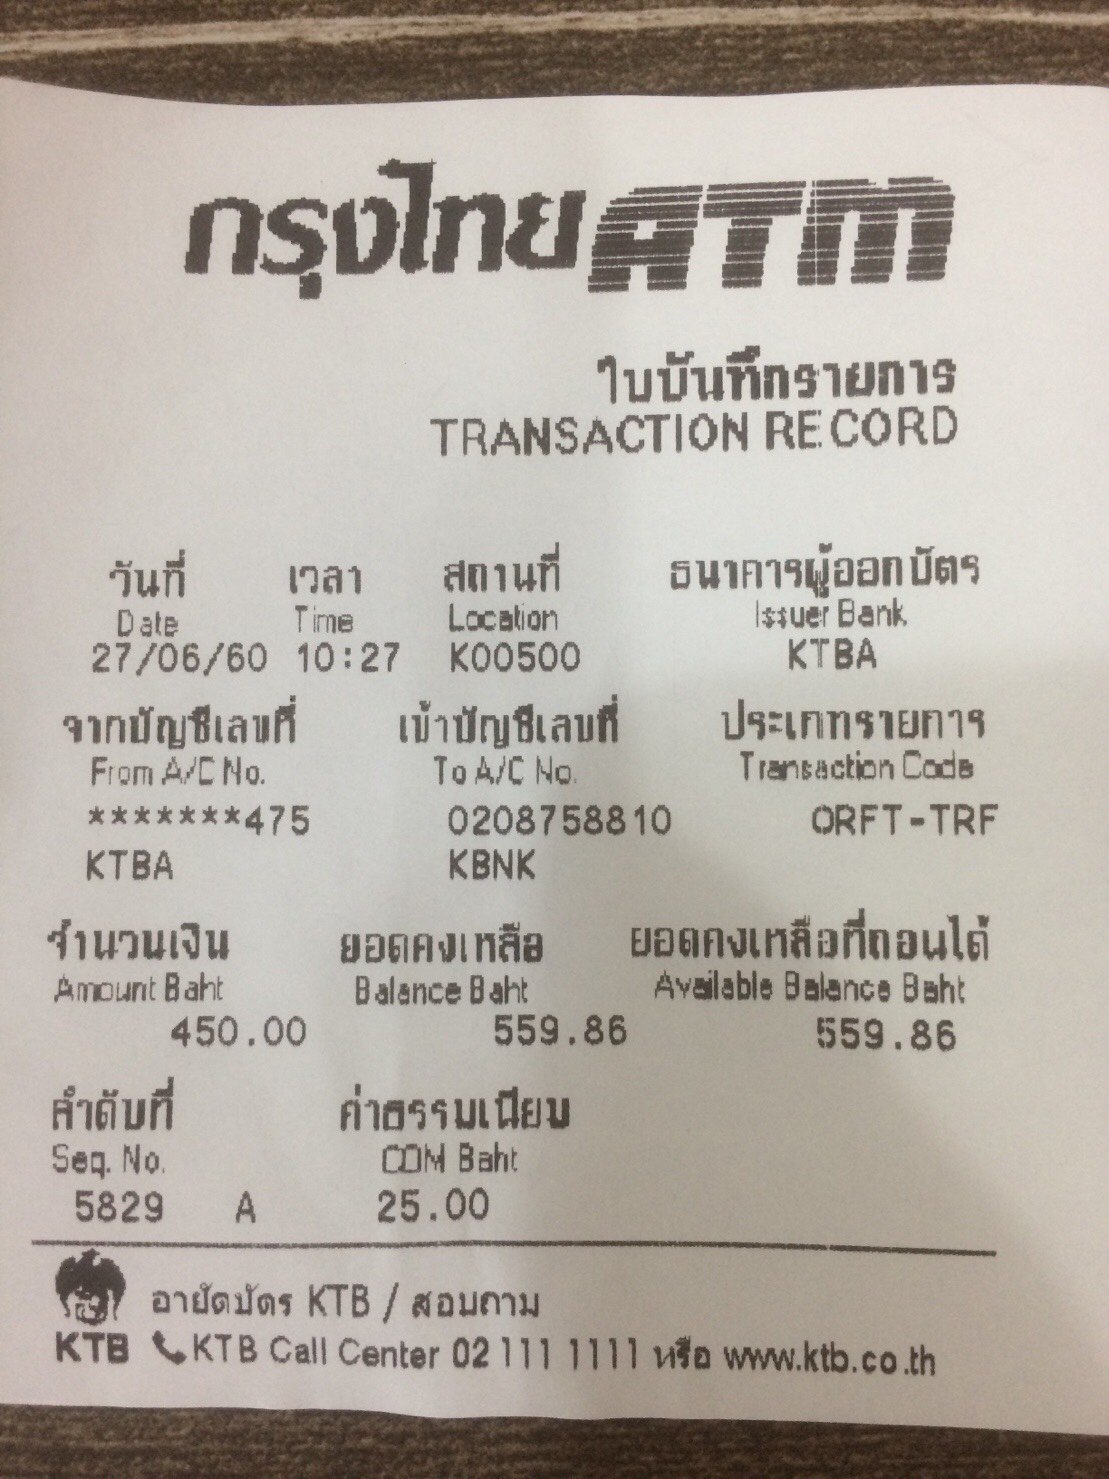 กรุงไทย ATM
ใบบันทึกรายการ
TRANSACTION RECORD
วันที่ เวลา สถานที่ ธนาคารผู้ออกบัตร
Date Time Location Issuer Bank
27/06/60 10:27 K00500 KTBA
จากบัญชีเลขที่ เข้าบัญชีเลขที่ ประเภทรายการ
From A/C No. To A/C No. Transaction Code
*******475 0208758810 ORFT-TRF
KTBA KBNK
จำนวนเงิน ยอดคงเหลือ ยอดคงเหลือที่ถอนได้
Amount Baht Balance Baht Available Balance Baht
450.00 559.86 559.86
ลำดับที่ ค่าธรรมเนียม
Seq. No. COM Baht
5829 A 25.00
อายัดบัตร KTB / สอบถาม
KTB KTB Call Center 02 111 1111 หรือ www.ktb.co.th